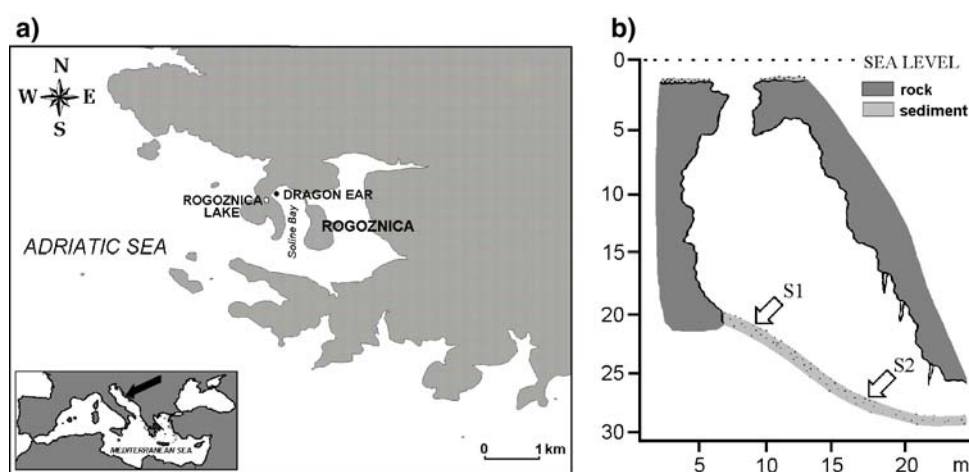 a)
N
W E
S
DRAGON EAR
ROGOZNICA
LAKE
Soline Bay
ROGOZNICA
ADRIATIC SEA
MEDITERRANEAN SEA
0 1 km
b)
0
SEA LEVEL
rock
sediment
5
10
15
S1
20
25
S2
30
5 10 15 20 m